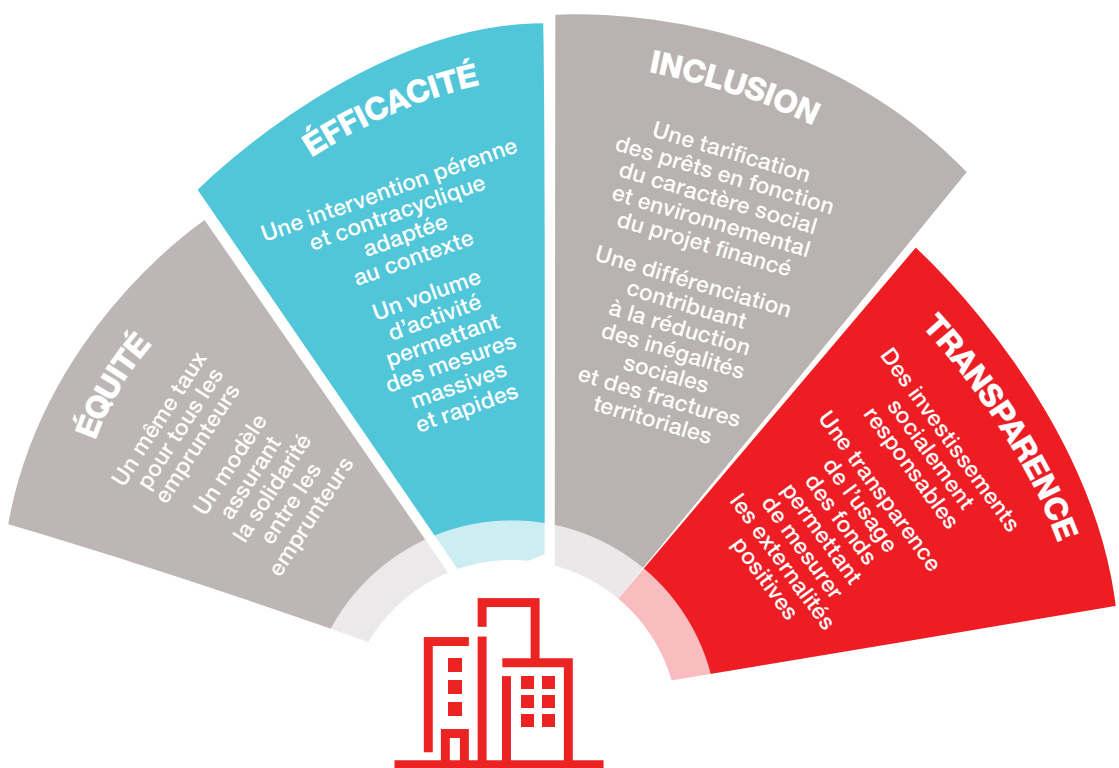 ÉQUITÉ
Un même taux
pour tous les
emprunteurs
Un modèle
assurant
la solidarité
entre les
emprunteurs
ÉFFICACITÉ
Une intervention pérenne
et contracyclique
adaptée
au contexte
Un volume
d'activité
permettant
des mesures
massives
et rapides
INCLUSION
Une tarification
des prêts en fonction
du caractère social
et environnemental
du projet financé
Une différenciation
contribuant
à la réduction
des inégalités
sociales
et des fractures
territoriales
TRANSPARENCE
Des investissements
socialement
responsables
Une transparence
de l'usage
des fonds
permettant
de mesurer
les externalités
positives